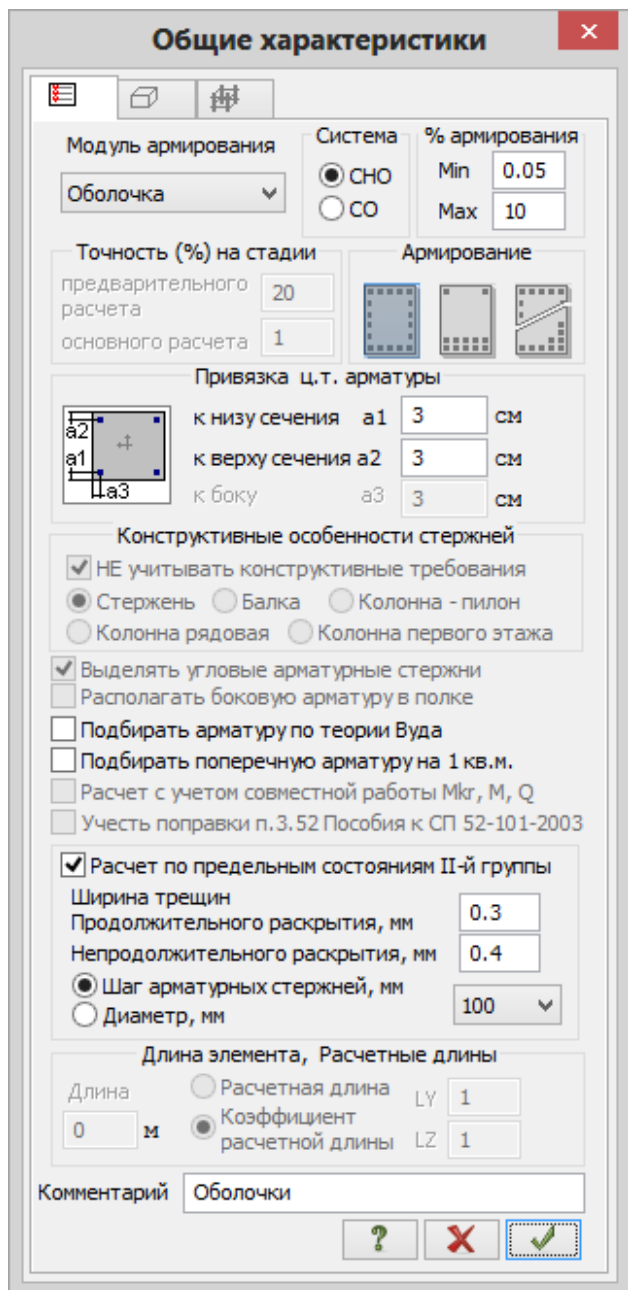 Общие характеристики
Модуль армирования
Оболочка
Система
СНО
СО
% армирования
Min 0.05
Max 10
Точность (%) на стадии
предварительного
расчета
20
основного расчета 1
Армирование
Привязка ц.т. арматуры
a2
a1
a3
к низу сечения a1 3 см
к верху сечения a2 3 см
к боку a3 3 см
Конструктивные особенности стержней
НЕ учитывать конструктивные требования
Стержень Балка Колонна - пилон
Колонна рядовая Колонна первого этажа
Выделять угловые арматурные стержни
Располагать боковую арматуру в полке
Подбирать арматуру по теории Вуда
Подбирать поперечную арматуру на 1 кв.м.
Расчет с учетом совместной работы Mkr, M, Q
Учесть поправки п.3.52 Пособия к СП 52-101-2003
Расчет по предельным состояниям II-й группы
Ширина трещин
Продолжительного раскрытия, мм 0.3
Непродолжительного раскрытия, мм 0.4
Шаг арматурных стержней, мм
Диаметр, мм
100
Длина элемента, Расчетные длины
Длина
0 м
Расчетная длина
Коэффициент
расчетной длины
LY 1
LZ 1
Комментарий Оболочки
?